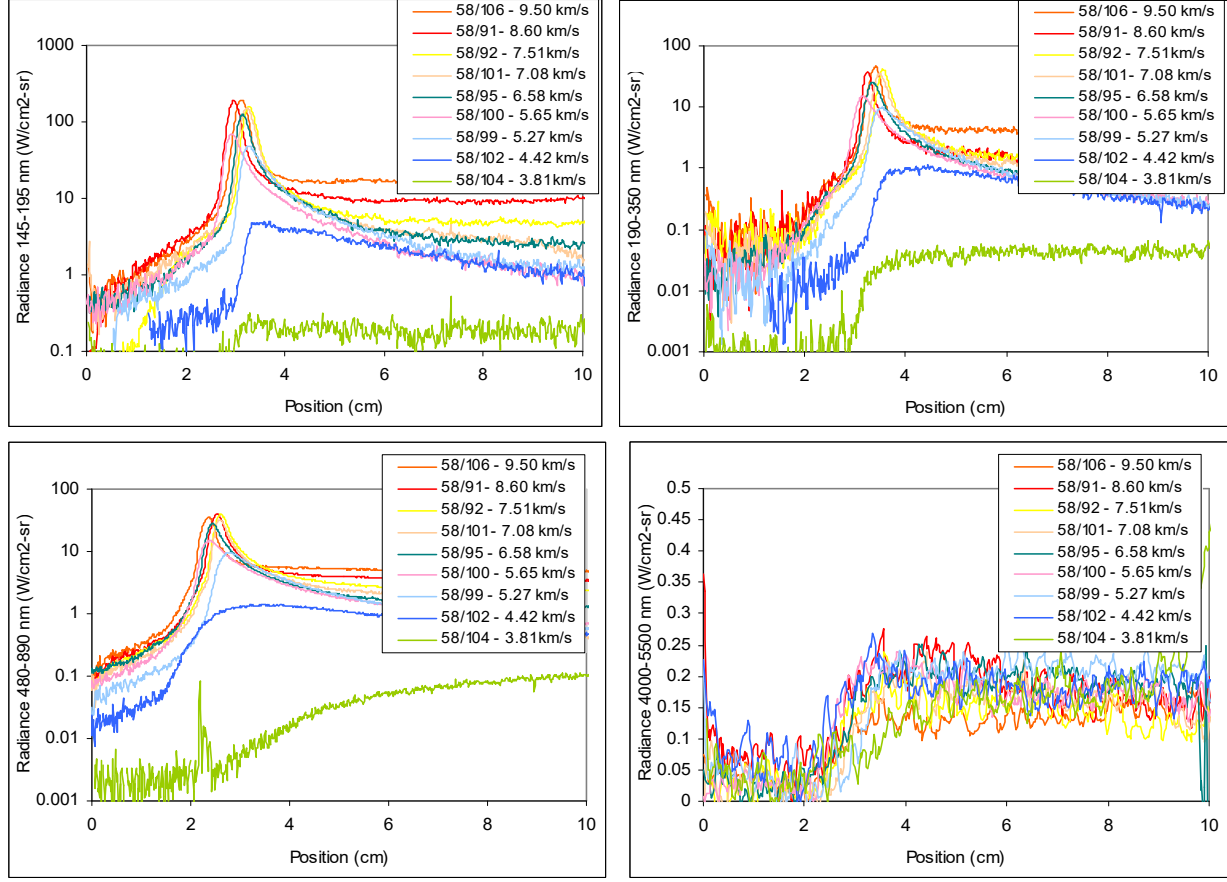 58/106 - 9.50 km/s
58/91- 8.60 km/s
58/92 - 7.51km/s
58/101- 7.08 km/s
58/95 - 6.58 km/s
58/100 - 5.65 km/s
58/99 - 5.27 km/s
58/102 - 4.42 km/s
58/104 - 3.81 km/s
Radiance 145-195 nm (W/cm2-sr)
1000
100
10
1
0.1
0 2 4 6 8 10
Position (cm)
58/106 - 9.50 km/s
58/91- 8.60 km/s
58/92 - 7.51km/s
58/101- 7.08 km/s
58/95 - 6.58 km/s
58/100 - 5.65 km/s
58/99 - 5.27 km/s
58/102 - 4.42 km/s
58/104 - 3.81 km/s
Radiance 190-350 nm (W/cm2-sr)
100
10
1
0.1
0.01
0.001
0 2 4 6 8 10
Position (cm)
58/106 - 9.50 km/s
58/91- 8.60 km/s
58/92 - 7.51km/s
58/101 - 7.08 km/s
58/95 - 6.58 km/s
58/100 - 5.65 km/s
58/99 - 5.27 km/s
58/102 - 4.42 km/s
58/104 - 3.81 km/s
Radiance 480-890 nm (W/cm2-sr)
100
10
1
0.1
0.01
0.001
0 2 4 6 8 10
Position (cm)
58/106 - 9.50 km/s
58/91- 8.60km/s
58/92 - 7.51 km/s
58/101 - 7.08 km/s
58/95 - 6.58 km/s
58/100 - 5.65 km/s
58/99 - 5.27 km/s
58/102 - 4.42 km/s
58/104 - 3.81 km/s
Radiance 4000-5500 nm (W/cm2-sr)
0.5
0.45
0.4
0.35
0.3
0.25
0.2
0.15
0.1
0.05
0
0 2 4 6 8 10
Position (cm)